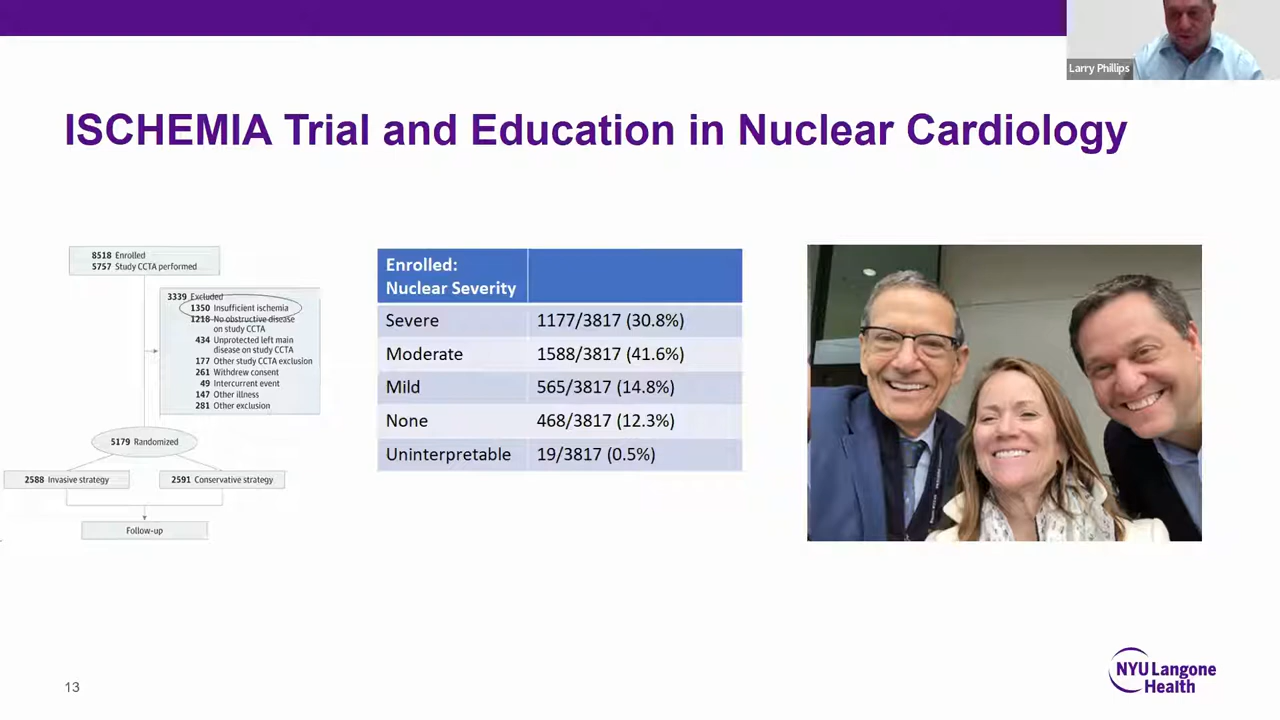 Larry Phillips
ISCHEMIA Trial and Education in Nuclear Cardiology
8518 Enrolled
5757 Study CCTA performed
3339 Excluded
1350 Insufficient ischemia
1218 No obstructive disease
on study CCTA
434 Unprotected left main
disease on study CCTA
177 Other study CCTA exclusion
261 Withdrew consent
49 Intercurrent event
147 Other illness
281 Other exclusion
5179 Randomized
2588 Invasive strategy
2591 Conservative strategy
Follow-up
Enrolled:
Nuclear Severity
Severe 1177/3817 (30.8%)
Moderate 1588/3817 (41.6%)
Mild 565/3817 (14.8%)
None 468/3817 (12.3%)
Uninterpretable 19/3817 (0.5%)
13
NYU Langone
Health